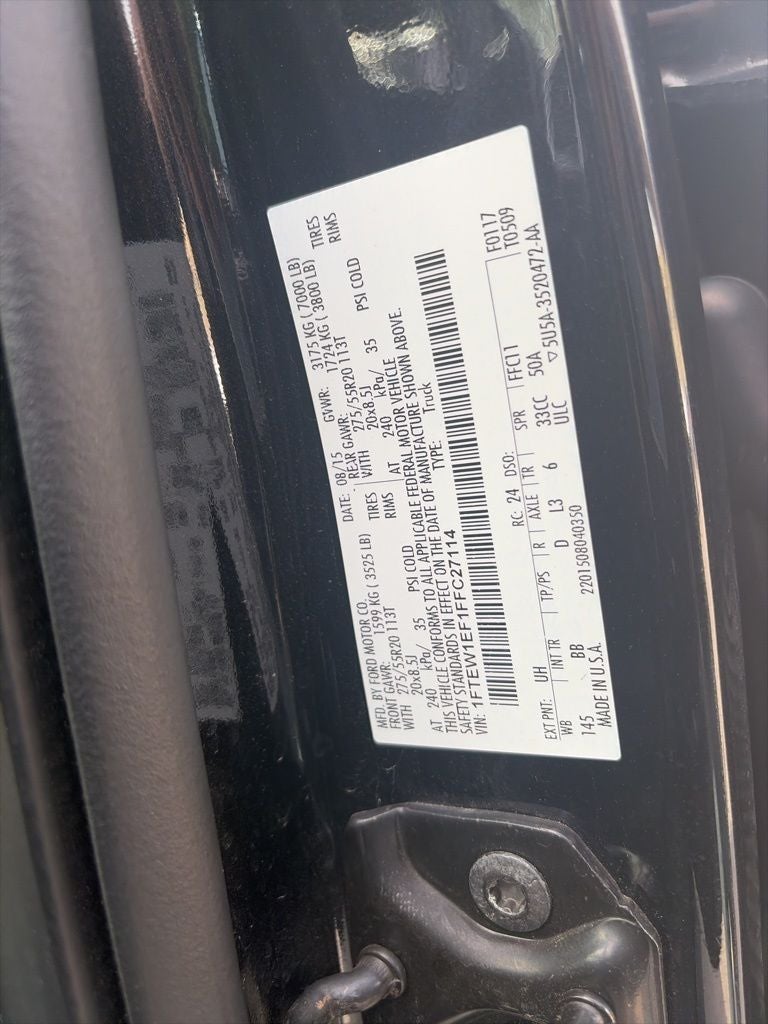 MFD. BY FORD MOTOR CO.
DATE: 08/15 GVWR: 3175 KG ( 7000 LB)
FRONT GAWR: 1599 KG ( 3525 LB) REAR GAWR: 1724 KG ( 3800 LB)
WITH 275/55R20 113T TIRES WITH 275/55R20 113T TIRES
20x8.5J RIMS 20x8.5J RIMS
AT 240 kPa/ 35 PSI COLD AT 240 kPa/ 35 PSI COLD
THIS VEHICLE CONFORMS TO ALL APPLICABLE FEDERAL MOTOR VEHICLE
SAFETY STANDARDS IN EFFECT ON THE DATE OF MANUFACTURE SHOWN ABOVE.
VIN: 1FTEW1EF1FFC27114 TYPE: Truck
F0117
T0509
EXT PNT: UH RC: 24 DSO: FFC11
WB INT TR TP/PS R AXLE TR SPR
145 BB D L3 6 33CC 50A
ULC
MADE IN U.S.A. 2201508040350 ▽5U5A-3520472-AA